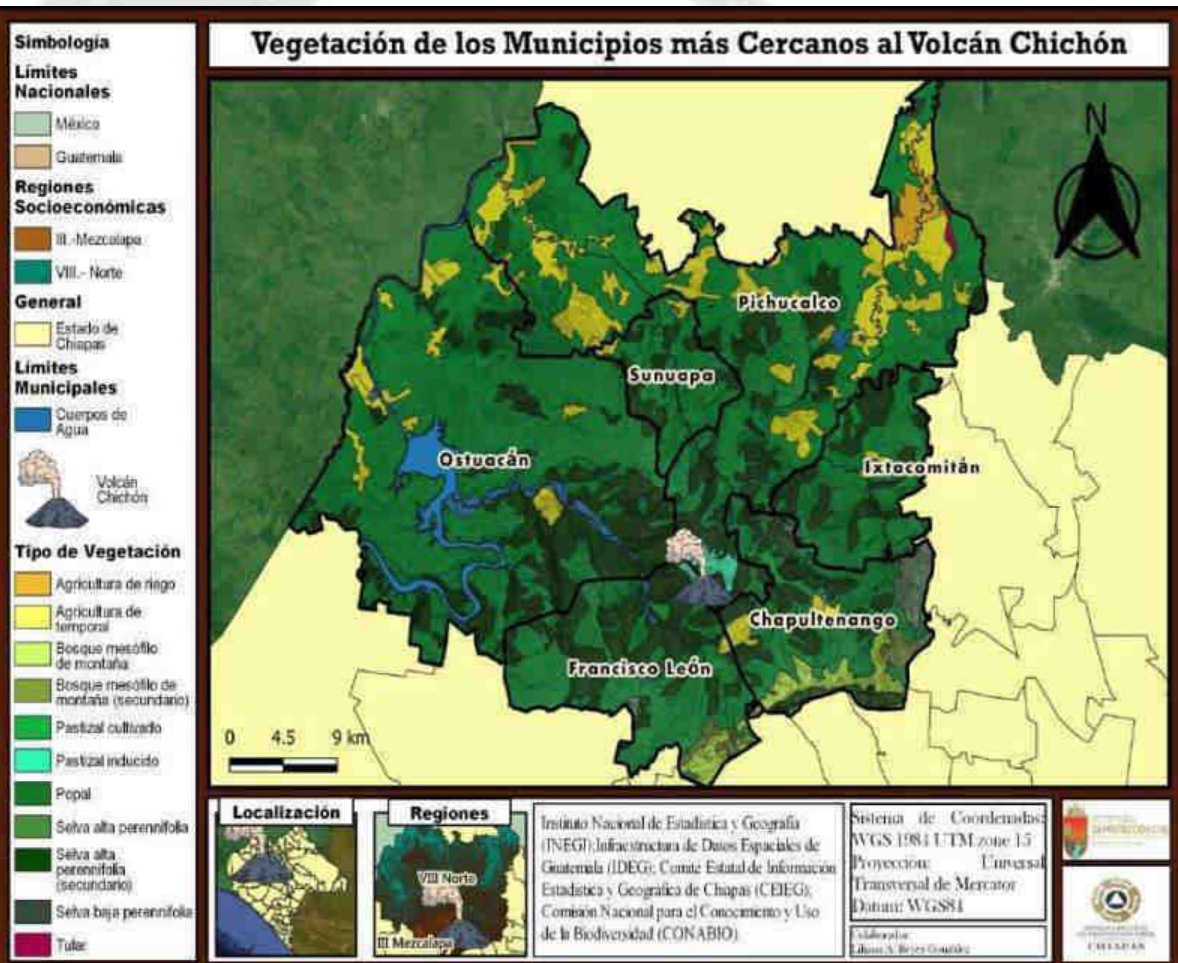 Vegetación de los Municipios más Cercanos al Volcán Chichón
Simbología
Límites
Nacionales
México
Guatemala
Regiones
Socioeconómicas
III.-Mezcalapa
VIII.- Norte
General
Estado de
Chiapas
Límites
Municipales
Cuerpos de
Agua
Volcán
Chichón
Tipo de Vegetación
Agricultura de riego
Agricultura de
temporal
Bosque mesófilo
de montaña
Bosque mesófilo de
montaña (secundario)
Pastizal cultivado
Pastizal inducido
Popal
Selva alta perennifolia
Selva alta
perennifolia
(secundario)
Selva baja perennifolia
Tular
N
Pichucalco
Sunuapa
Ostuacán
Ixtacomitán
Chapultenango
Francisco León
0 4.5 9 km
Localización
Regiones
VIII Norte
III Mezcalapa
Instituto Nacional de Estadística y Geografía
(INEGI);Infraestructura de Datos Espaciales de
Guatemala (IDEG); Comité Estatal de Información
Estadística y Geográfica de Chiapas (CEIEG);
Comisión Nacional para el Conocimiento y Uso
de la Biodiversidad (CONABIO)
Sistema de Coordenadas:
WGS 1984 UTM zone 15
Proyección: Universal
Transversal de Mercator
Datum: WGS84
Colaborador:
Liliana A. Reyes González
CHIAPAS